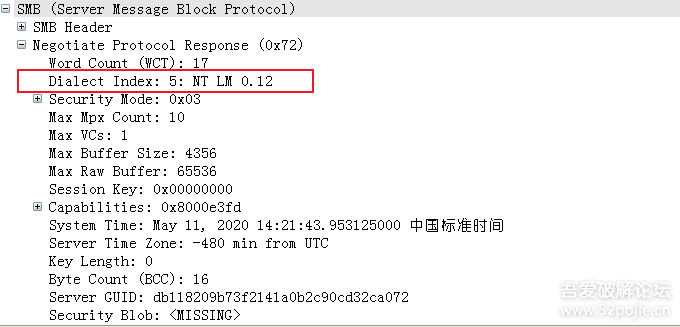 SMB (Server Message Block Protocol)
SMB Header
Negotiate Protocol Response (0x72)
Word Count (WCT): 17
Dialect Index: 5: NT LM 0.12
Security Mode: 0x03
Max Mpx Count: 10
Max VCs: 1
Max Buffer Size: 4356
Max Raw Buffer: 65536
Session Key: 0x00000000
Capabilities: 0x8000e3fd
System Time: May 11, 2020 14:21:43.953125000 中国标准时间
Server Time Zone: -480 min from UTC
Key Length: 0
Byte Count (BCC): 16
Server GUID: db118209b73f2141a0b2c90cd32ca072
Security Blob: <MISSING>
吾爱破解论坛
www.52pojie.cn